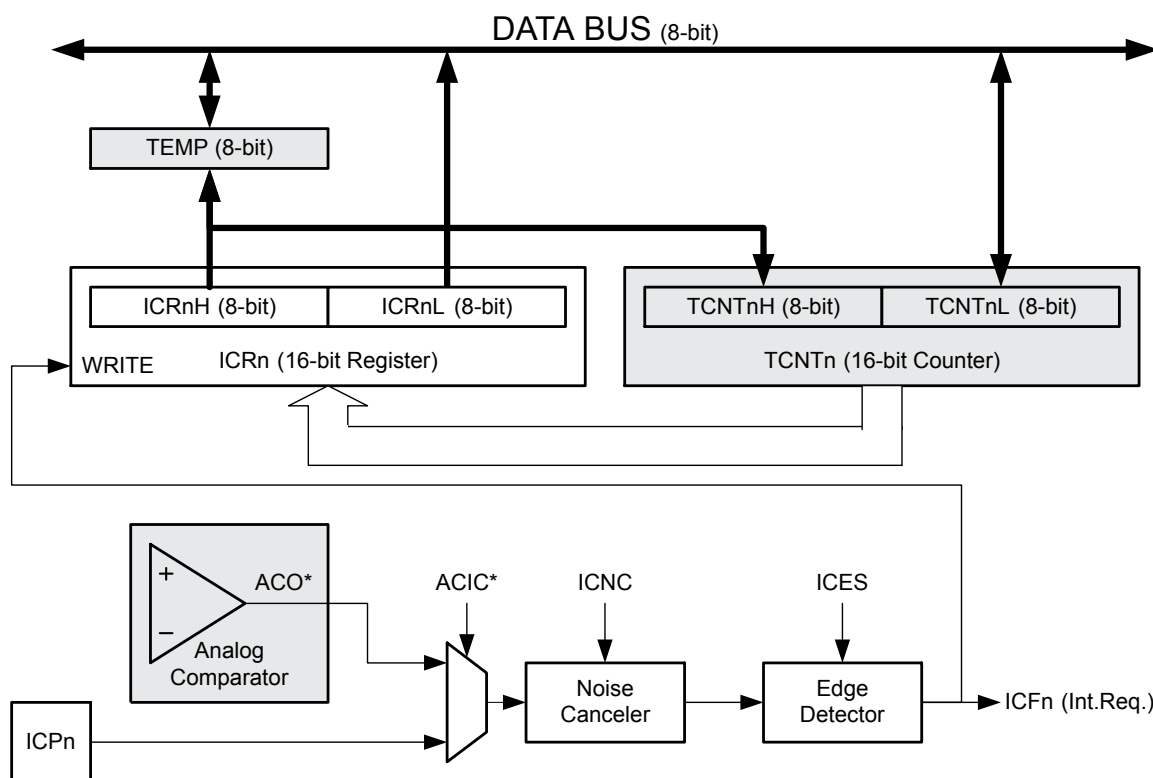 DATA BUS (8-bit)
TEMP (8-bit)
ICRnH (8-bit)
ICRnL (8-bit)
TCNTnH (8-bit)
TCNTnL (8-bit)
WRITE
ICRn (16-bit Register)
TCNTn (16-bit Counter)
+
−
ACO*
Analog
Comparator
ACIC*
ICNC
ICES
Noise
Canceler
Edge
Detector
ICFn (Int.Req.)
ICPn